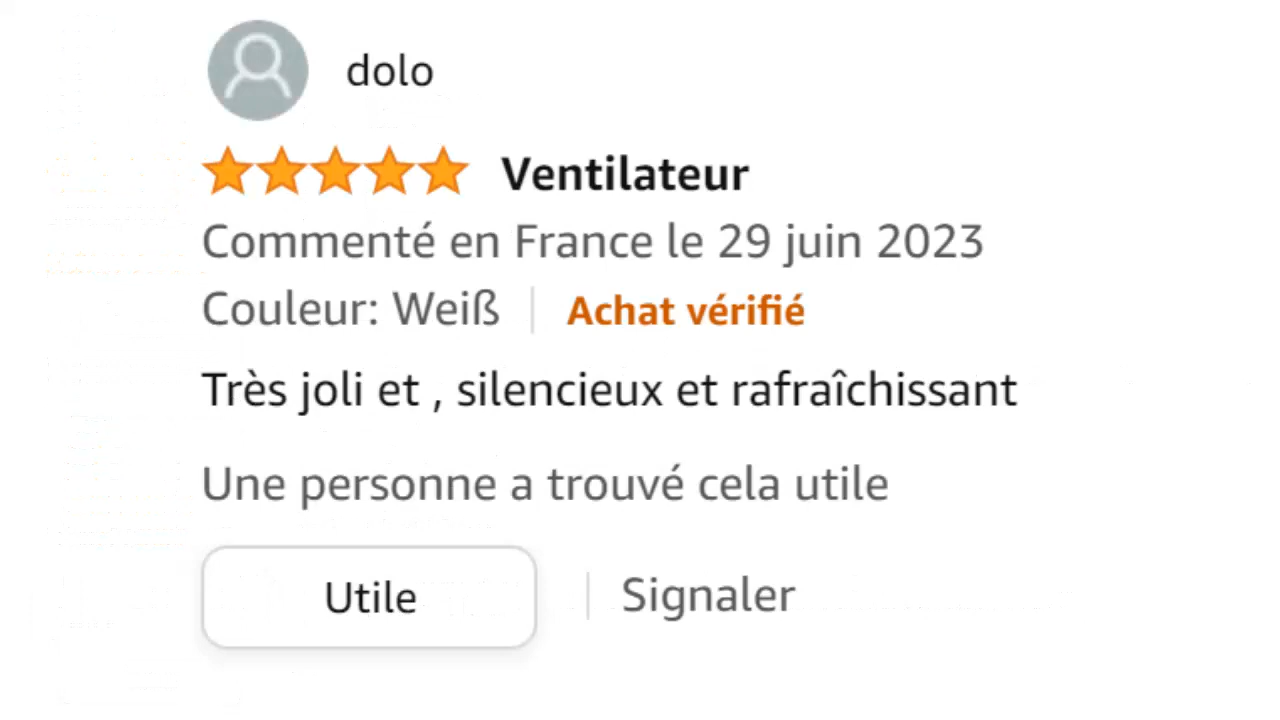 dolo
Ventilateur
Commenté en France le 29 juin 2023
Couleur: Weiß | Achat vérifié
Très joli et , silencieux et rafraîchissant
Une personne a trouvé cela utile
Utile | Signaler